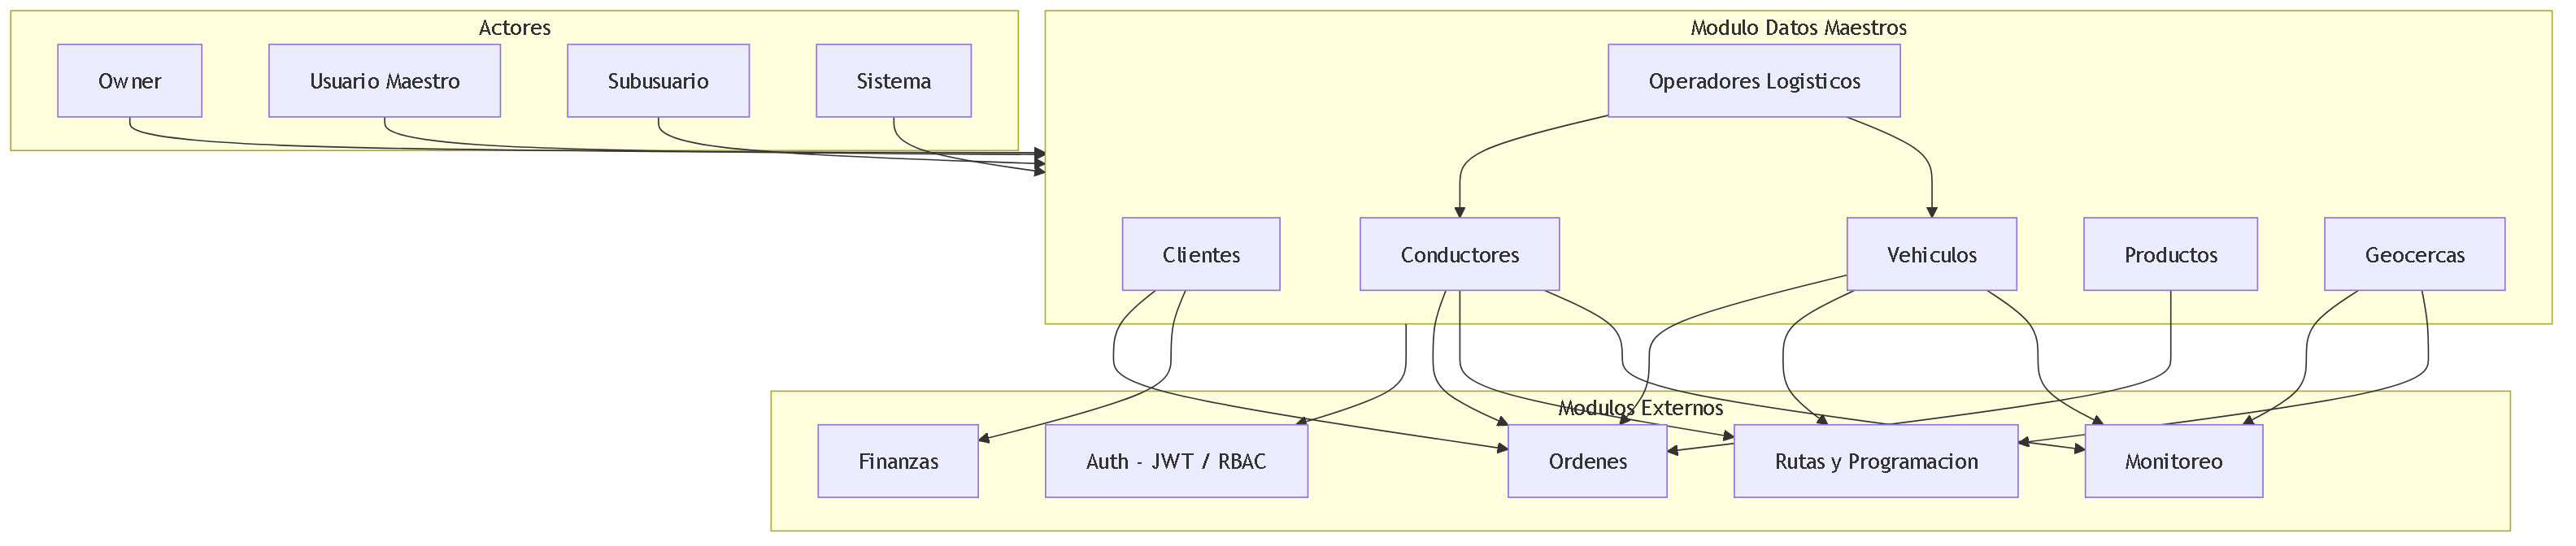 Actores
Owner
Usuario Maestro
Subusuario
Sistema
Modulo Datos Maestros
Operadores Logisticos
Clientes
Conductores
Vehiculos
Productos
Geocercas
Modulos Externos
Finanzas
Auth - JWT / RBAC
Ordenes
Rutas y Programacion
Monitoreo